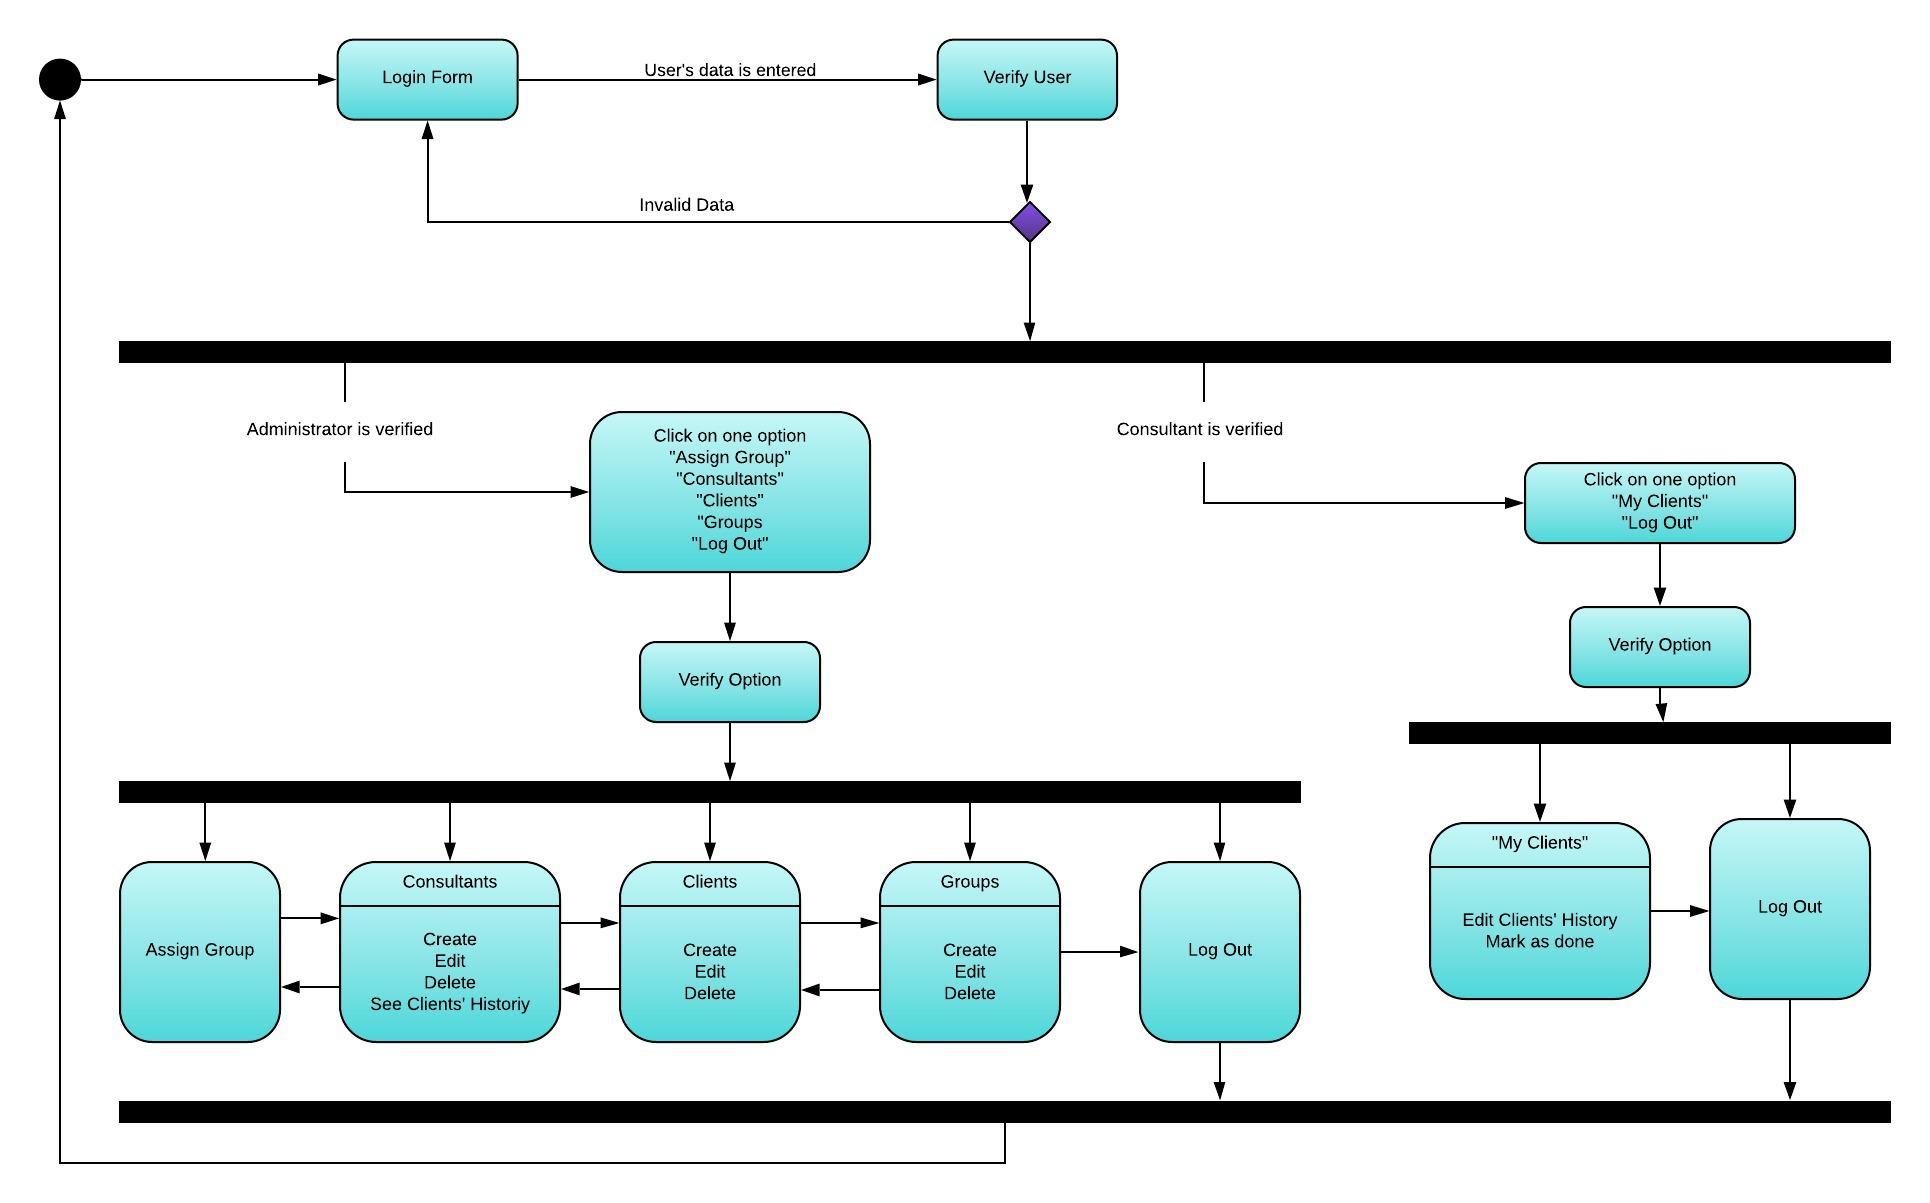 Login Form
User's data is entered
Verify User
Invalid Data
Administrator is verified
Click on one option
"Assign Group"
"Consultants"
"Clients"
"Groups
"Log Out"
Consultant is verified
Click on one option
"My Clients"
"Log Out"
Verify Option
Verify Option
Assign Group
Consultants
Create
Edit
Delete
See Clients' Historiy
Clients
Create
Edit
Delete
Groups
Create
Edit
Delete
Log Out
"My Clients"
Edit Clients' History
Mark as done
Log Out